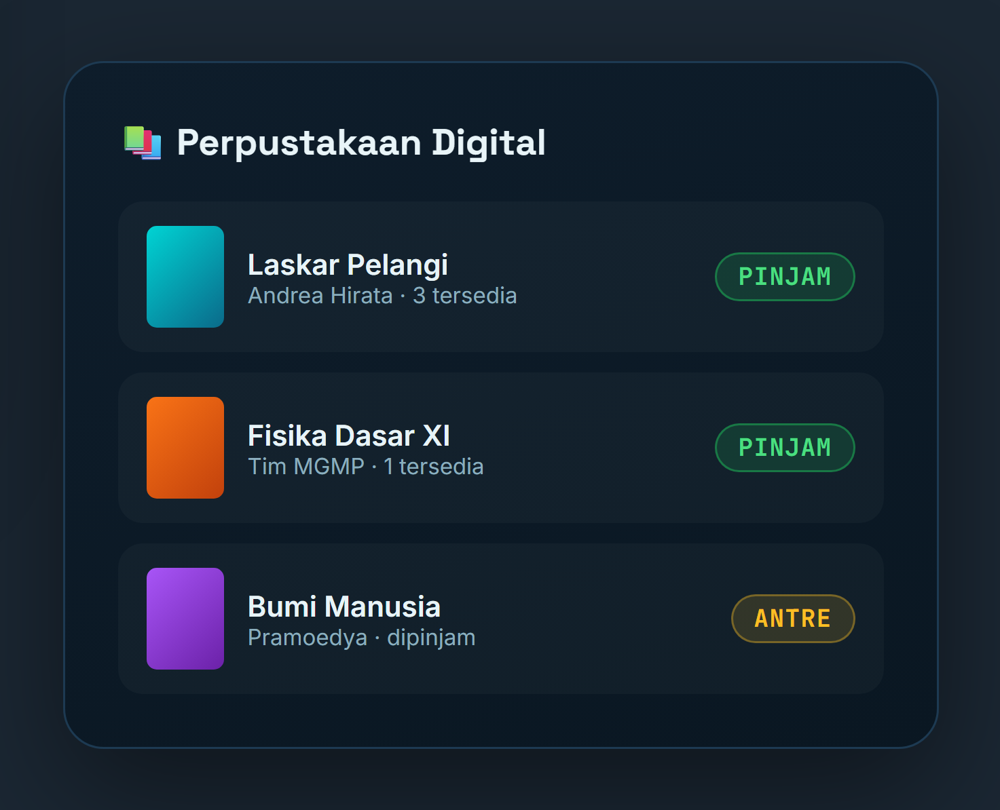 Perpustakaan Digital
Laskar Pelangi
Andrea Hirata · 3 tersedia
PINJAM
Fisika Dasar XI
Tim MGMP · 1 tersedia
PINJAM
Bumi Manusia
Pramoedya · dipinjam
ANTRE